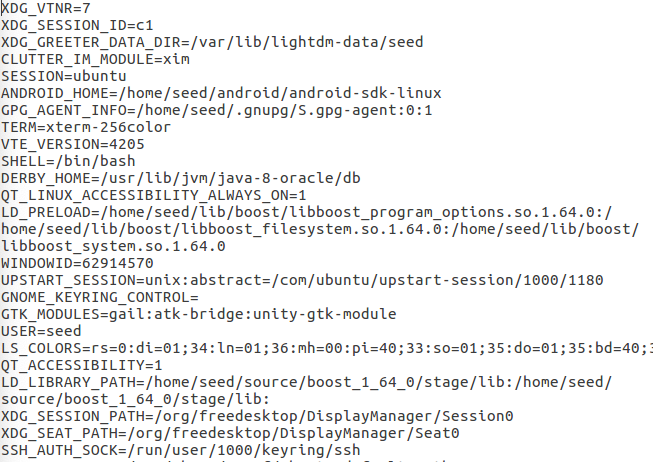 XDG_VTNR=7
XDG_SESSION_ID=c1
XDG_GREETER_DATA_DIR=/var/lib/lightdm-data/seed
CLUTTER_IM_MODULE=xim
SESSION=ubuntu
ANDROID_HOME=/home/seed/android/android-sdk-linux
GPG_AGENT_INFO=/home/seed/.gnupg/S.gpg-agent:0:1
TERM=xterm-256color
VTE_VERSION=4205
SHELL=/bin/bash
DERBY_HOME=/usr/lib/jvm/java-8-oracle/db
QT_LINUX_ACCESSIBILITY_ALWAYS_ON=1
LD_PRELOAD=/home/seed/lib/boost/libboost_program_options.so.1.64.0:/
home/seed/lib/boost/libboost_filesystem.so.1.64.0:/home/seed/lib/boost/
libboost_system.so.1.64.0
WINDOWID=62914570
UPSTART_SESSION=unix:abstract=/com/ubuntu/upstart-session/1000/1180
GNOME_KEYRING_CONTROL=
GTK_MODULES=gail:atk-bridge:unity-gtk-module
USER=seed
LS_COLORS=rs=0:di=01;34:ln=01;36:mh=00:pi=40;33:so=01;35:do=01;35:bd=40;
QT_ACCESSIBILITY=1
LD_LIBRARY_PATH=/home/seed/source/boost_1_64_0/stage/lib:/home/seed/
source/boost_1_64_0/stage/lib:
XDG_SESSION_PATH=/org/freedesktop/DisplayManager/Session0
XDG_SEAT_PATH=/org/freedesktop/DisplayManager/Seat0
SSH_AUTH_SOCK=/run/user/1000/keyring/ssh